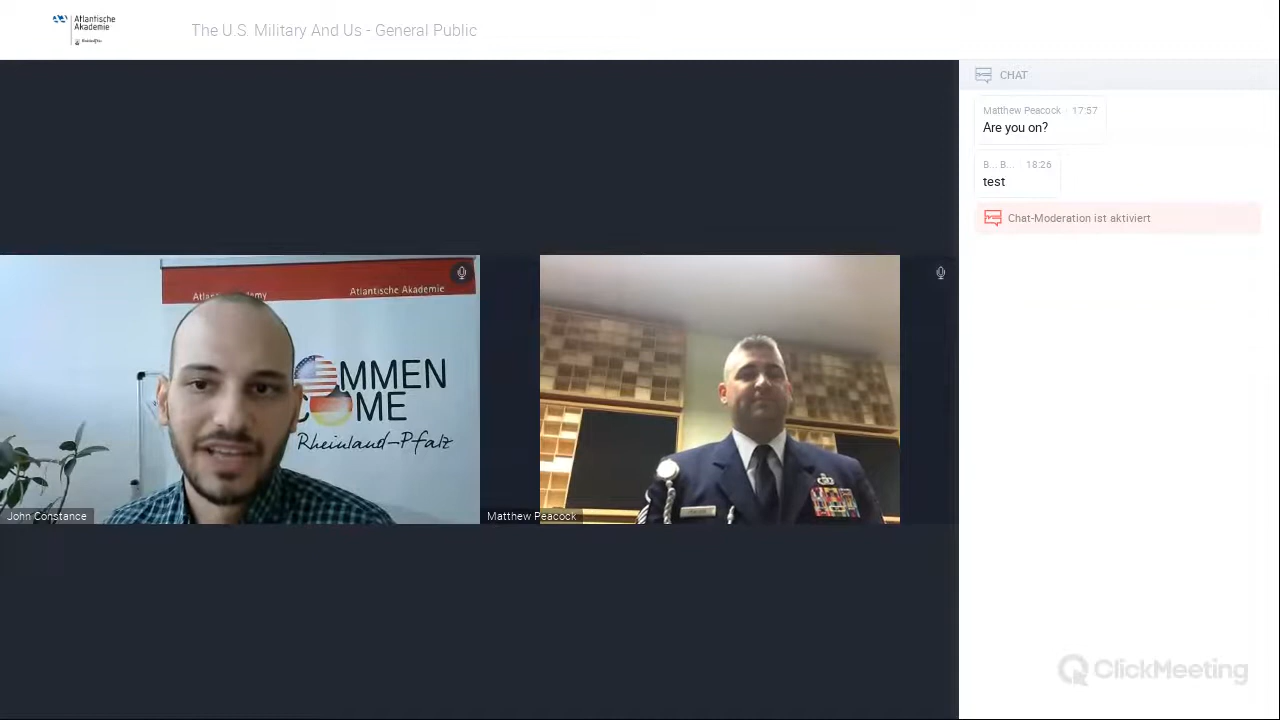 Atlantische
Akademie
The U.S. Military And Us - General Public
CHAT
Matthew Peacock · 17:57
Are you on?
B... B... 18:26
test
Chat-Moderation ist aktiviert
Atlantische Akademie
MMEN
C ME
Rheinland-Pfalz
John Constance
Matthew Peacock
ClickMeeting